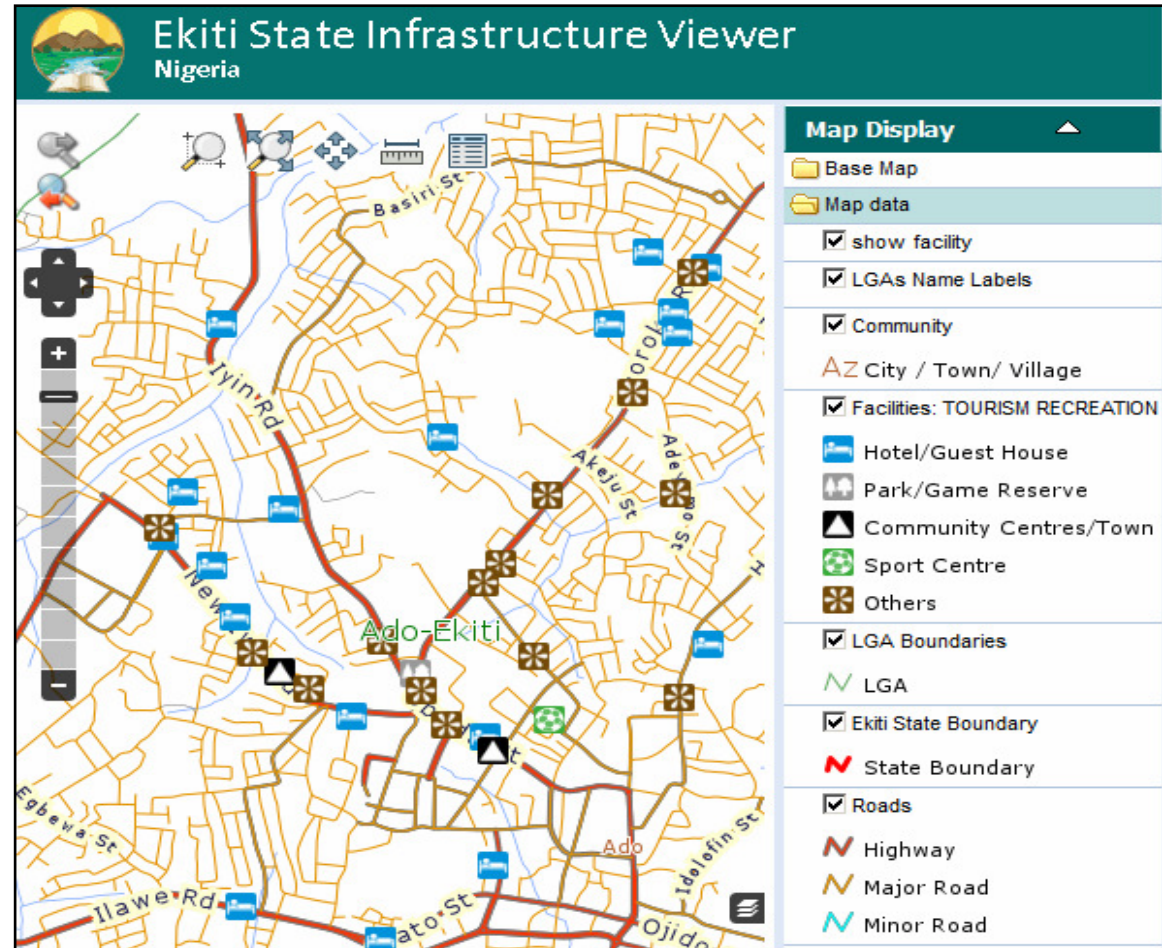 Ekiti State Infrastructure Viewer
Nigeria
Map Display
Base Map
Map data
show facility
LGAs Name Labels
Community
AZ City / Town/ Village
Facilities: TOURISM RECREATION
Hotel/Guest House
Park/Game Reserve
Community Centres/Town
Sport Centre
Others
LGA Boundaries
LGA
Ekiti State Boundary
State Boundary
Roads
Highway
Major Road
Minor Road
Basiri St
Iyin Rd
Akeju St
Ado-Ekiti
Egbewa St
Ado
Idolofin St
Ilawe Rd